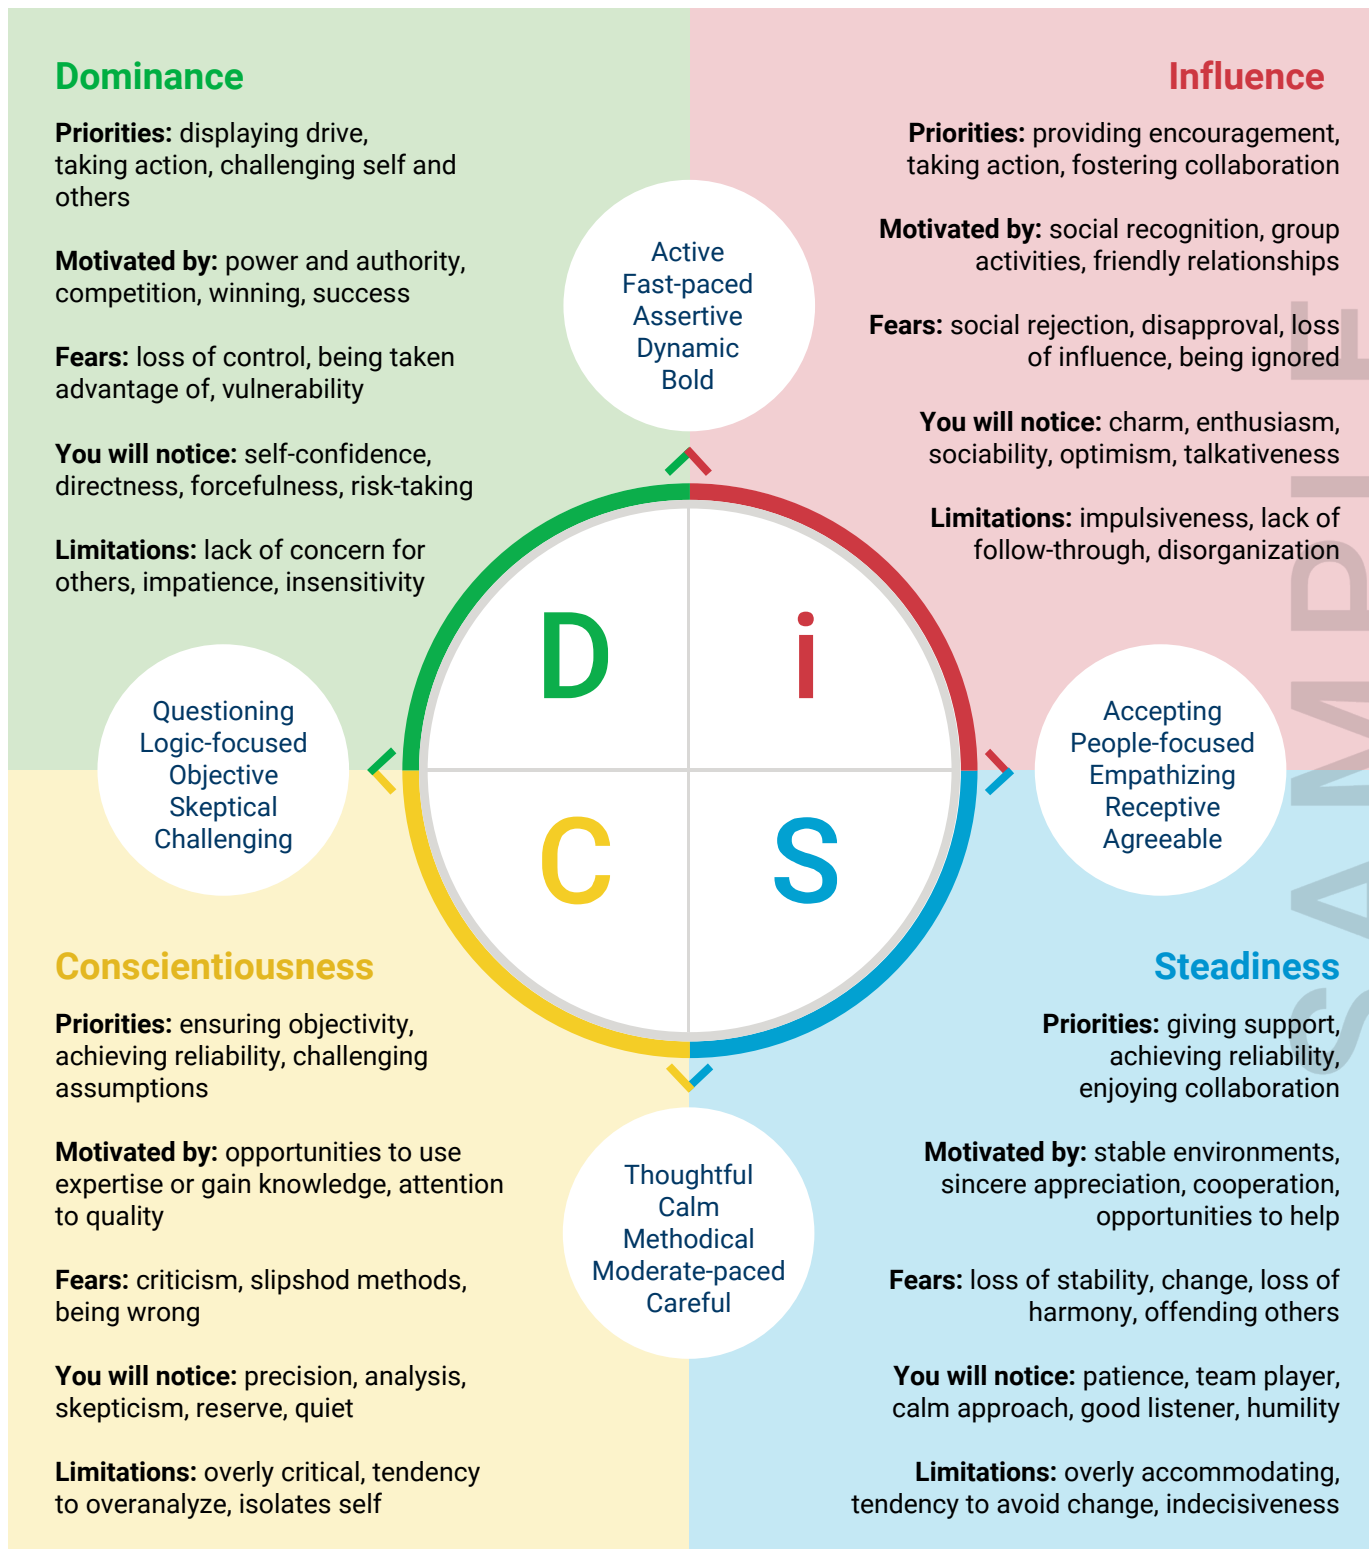 Dominance
Priorities: displaying drive,
taking action, challenging self and
others
Motivated by: power and authority,
competition, winning, success
Fears: loss of control, being taken
advantage of, vulnerability
You will notice: self-confidence,
directness, forcefulness, risk-taking
Limitations: lack of concern for
others, impatience, insensitivity
Influence
Priorities: providing encouragement,
taking action, fostering collaboration
Motivated by: social recognition, group
activities, friendly relationships
Fears: social rejection, disapproval, loss
of influence, being ignored
You will notice: charm, enthusiasm,
sociability, optimism, talkativeness
Limitations: impulsiveness, lack of
follow-through, disorganization
Active
Fast-paced
Assertive
Dynamic
Bold
D
i
Questioning
Logic-focused
Objective
Skeptical
Challenging
Accepting
People-focused
Empathizing
Receptive
Agreeable
C
S
Conscientiousness
Priorities: ensuring objectivity,
achieving reliability, challenging
assumptions
Motivated by: opportunities to use
expertise or gain knowledge, attention
to quality
Fears: criticism, slipshod methods,
being wrong
You will notice: precision, analysis,
skepticism, reserve, quiet
Limitations: overly critical, tendency
to overanalyze, isolates self
Thoughtful
Calm
Methodical
Moderate-paced
Careful
Steadiness
Priorities: giving support,
achieving reliability,
enjoying collaboration
Motivated by: stable environments,
sincere appreciation, cooperation,
opportunities to help
Fears: loss of stability, change, loss of
harmony, offending others
You will notice: patience, team player,
calm approach, good listener, humility
Limitations: overly accommodating,
tendency to avoid change, indecisiveness
SAMPLE